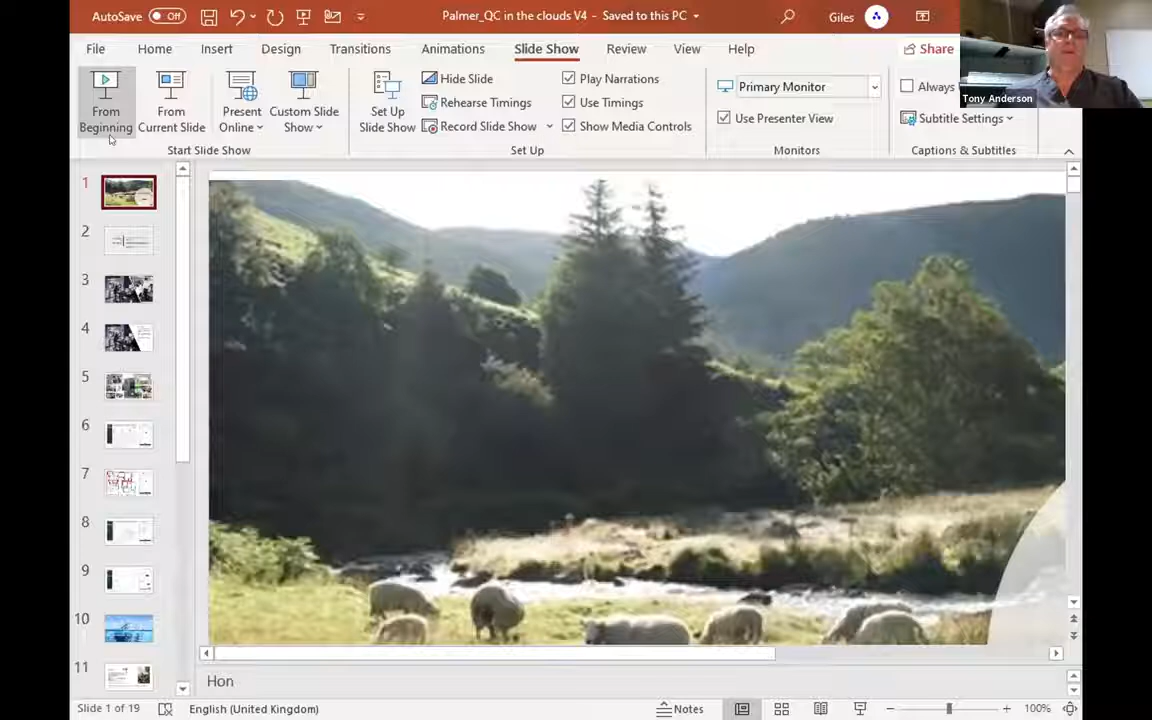 AutoSave Off Palmer_QC in the clouds V4 - Saved to this PC Giles
File Home Insert Design Transitions Animations Slide Show Review View Help Share
From Beginning
From Current Slide
Present Online
Custom Slide Show
Start Slide Show
Set Up Slide Show
Hide Slide
Rehearse Timings
Record Slide Show
Play Narrations
Use Timings
Show Media Controls
Set Up
Primary Monitor
Use Presenter View
Monitors
Always
Subtitle Settings
Captions & Subtitles
Tony Anderson
1
2
3
4
5
6
7
8
9
10
11
Hon
Slide 1 of 19 English (United Kingdom) Notes 100%